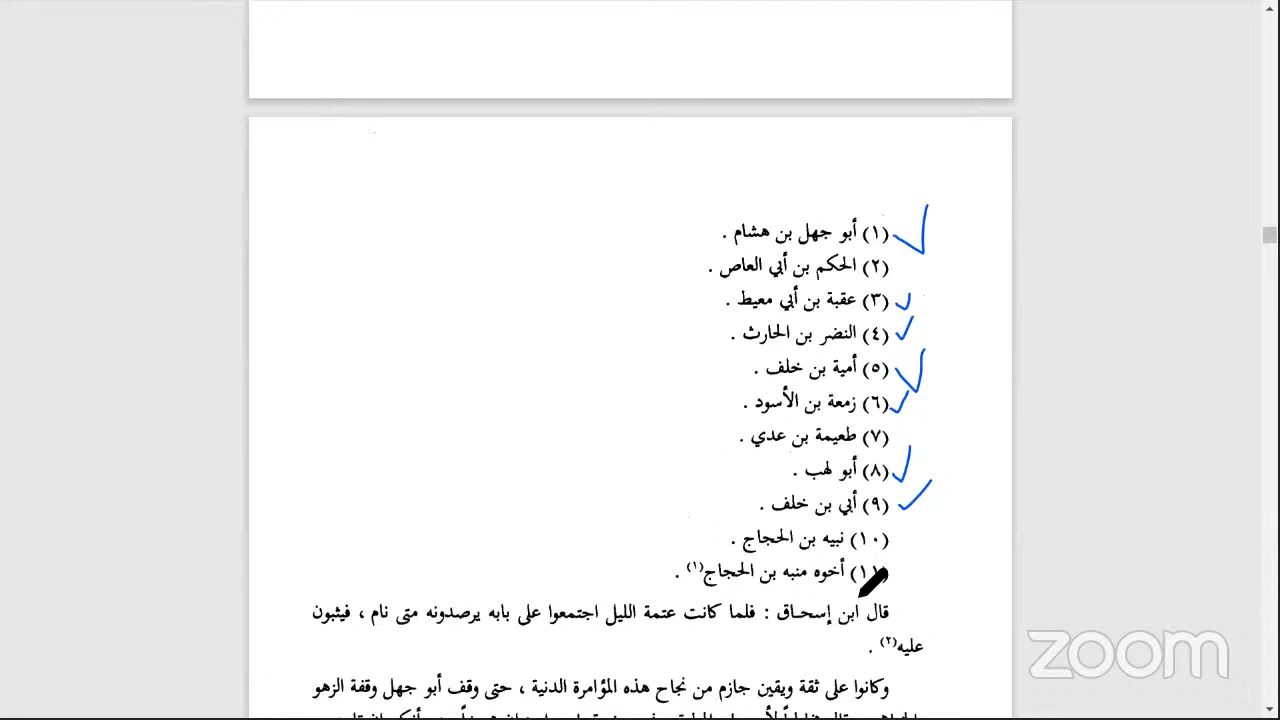 (١) أبو جهل بن هشام .
(٢) الحكم بن أبي العاص .
(٣) عقبة بن أبي معيط .
(٤) النضر بن الحارث .
(٥) أمية بن خلف .
(٦) زمعة بن الأسود .
(٧) طعيمة بن عدي .
(٨) أبو لهب .
(٩) أبي بن خلف .
(١٠) نبيه بن الحجاج .
(١١) أخوه منبه بن الحجاج(١) .
قال ابن إسحاق : فلما كانت عتمة الليل اجتمعوا على بابه يرصدونه متى نام ، فيثبون
عليه(٢) .
وكانوا على ثقة ويقين جازم من نجاح هذه المؤامرة الدنية ، حتى وقف أبو جهل وقفة الزهو
zoom